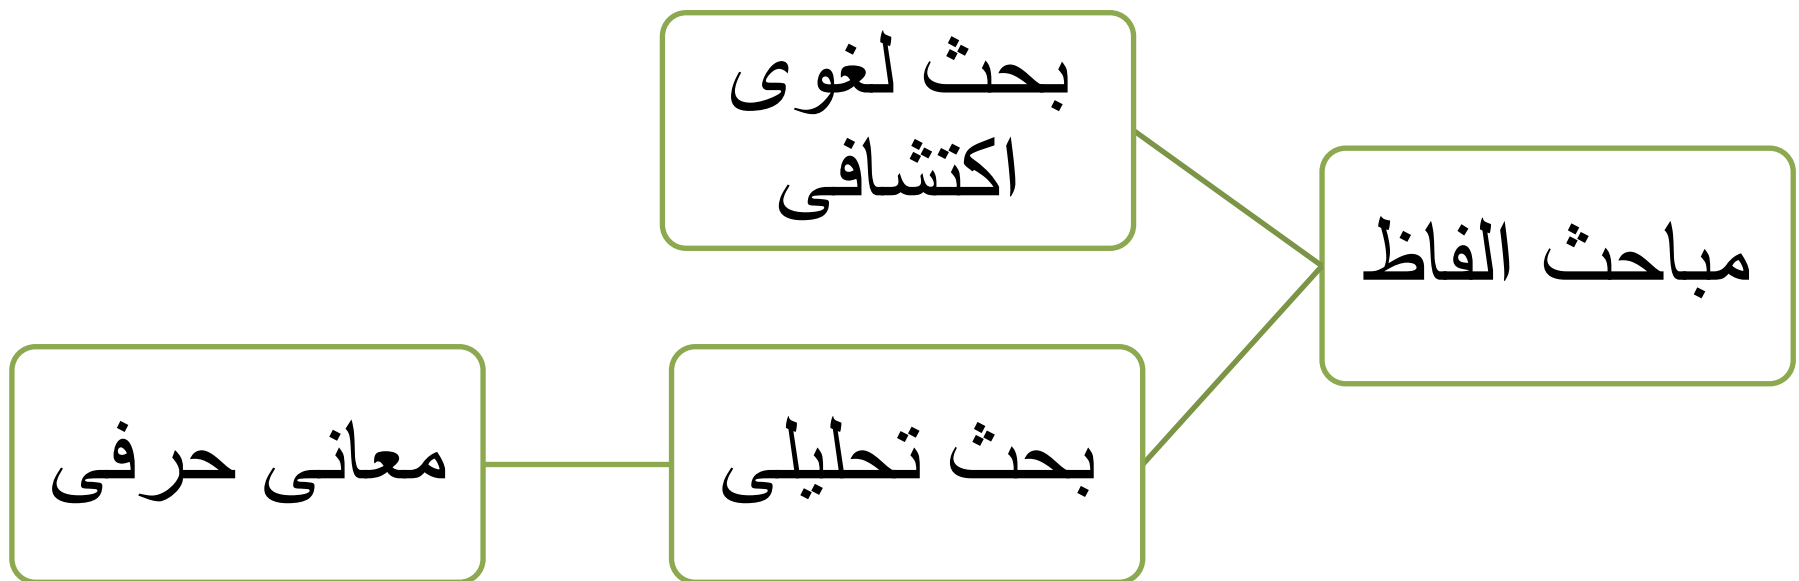 مباحث الفاظ
بحث لغوی
اکتشافی
بحث تحلیلی
معانی حرفی